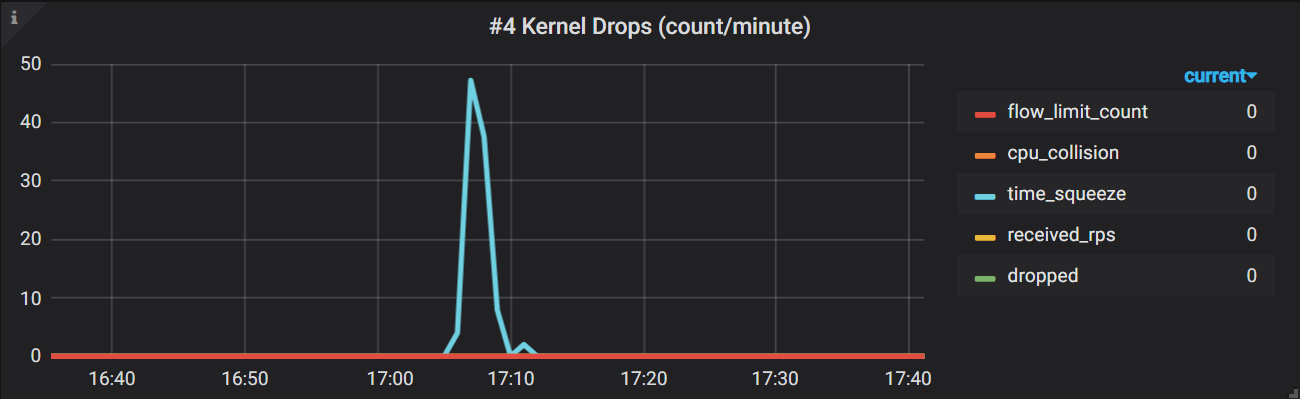 i
#4 Kernel Drops (count/minute)
50
40
30
20
10
0
16:40 16:50 17:00 17:10 17:20 17:30 17:40
current
flow_limit_count 0
cpu_collision 0
time_squeeze 0
received_rps 0
dropped 0